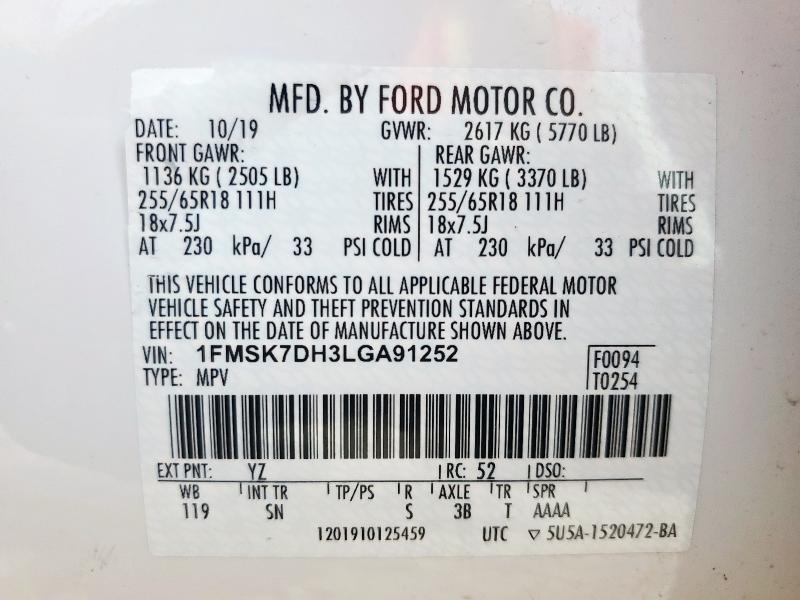 MFD. BY FORD MOTOR CO.
DATE: 10/19 GVWR: 2617 KG ( 5770 LB)
FRONT GAWR: REAR GAWR:
1136 KG ( 2505 LB) WITH 1529 KG ( 3370 LB) WITH
255/65R18 111H TIRES 255/65R18 111H TIRES
18x7.5J RIMS 18x7.5J RIMS
AT 230 kPa/ 33 PSI COLD AT 230 kPa/ 33 PSI COLD
THIS VEHICLE CONFORMS TO ALL APPLICABLE FEDERAL MOTOR
VEHICLE SAFETY AND THEFT PREVENTION STANDARDS IN
EFFECT ON THE DATE OF MANUFACTURE SHOWN ABOVE.
VIN: 1FMSK7DH3LGA91252 F0094
TYPE: MPV T0254
EXT PNT: YZ RC: 52 DSO:
WB INT TR TP/PS R AXLE TR SPR
119 SN S 3B T AAAA
1201910125459 UTC ▽ 5U5A-1520472-BA